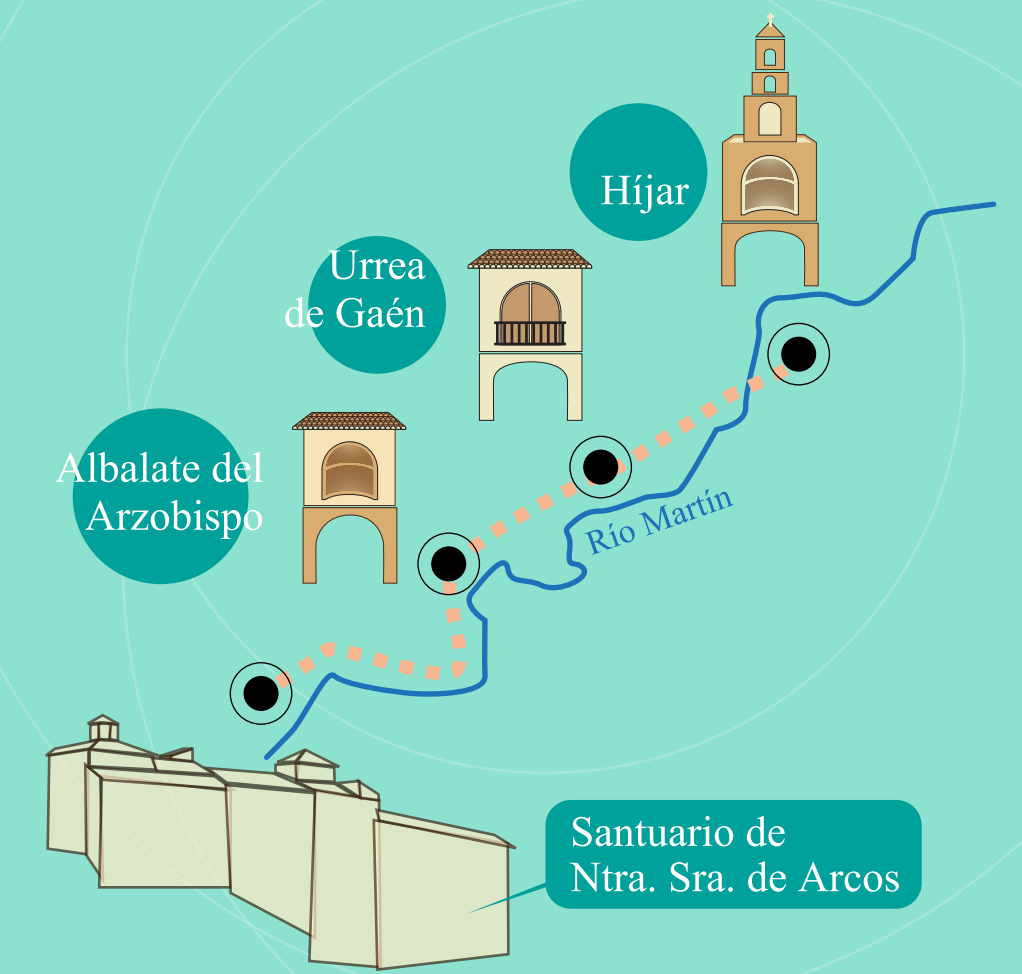 Híjar
Urrea
de Gaén
Albalate del
Arzobispo
Río Martín
Santuario de
Ntra. Sra. de Arcos